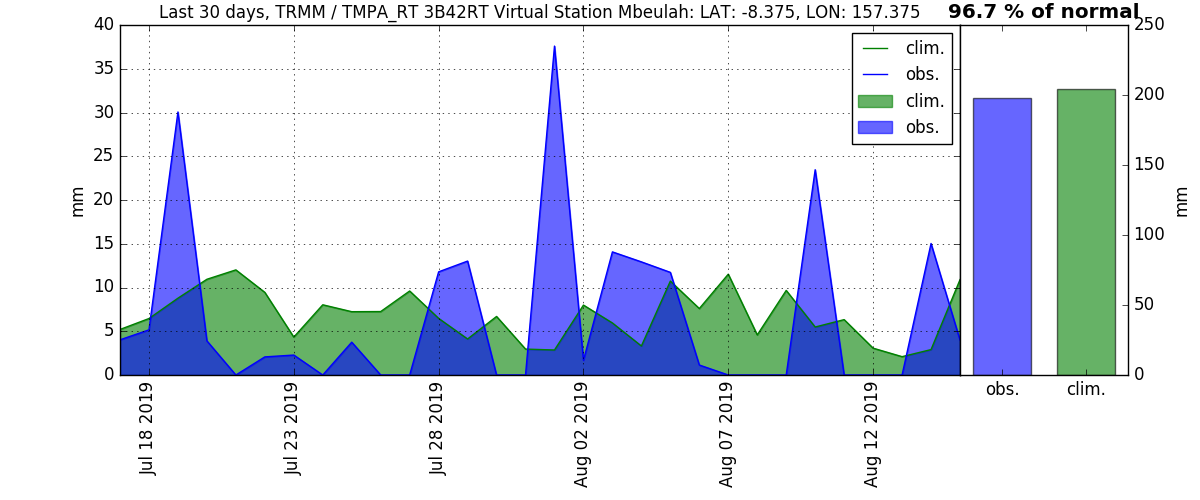 Last 30 days, TRMM / TMPA_RT 3B42RT Virtual Station Mbeulah: LAT: -8.375, LON: 157.375
96.7 % of normal
40
35
30
25
20
15
10
5
0
mm
clim.
obs.
clim.
obs.
250
200
150
100
50
0
mm
Jul 18 2019
Jul 23 2019
Jul 28 2019
Aug 02 2019
Aug 07 2019
Aug 12 2019
obs.
clim.